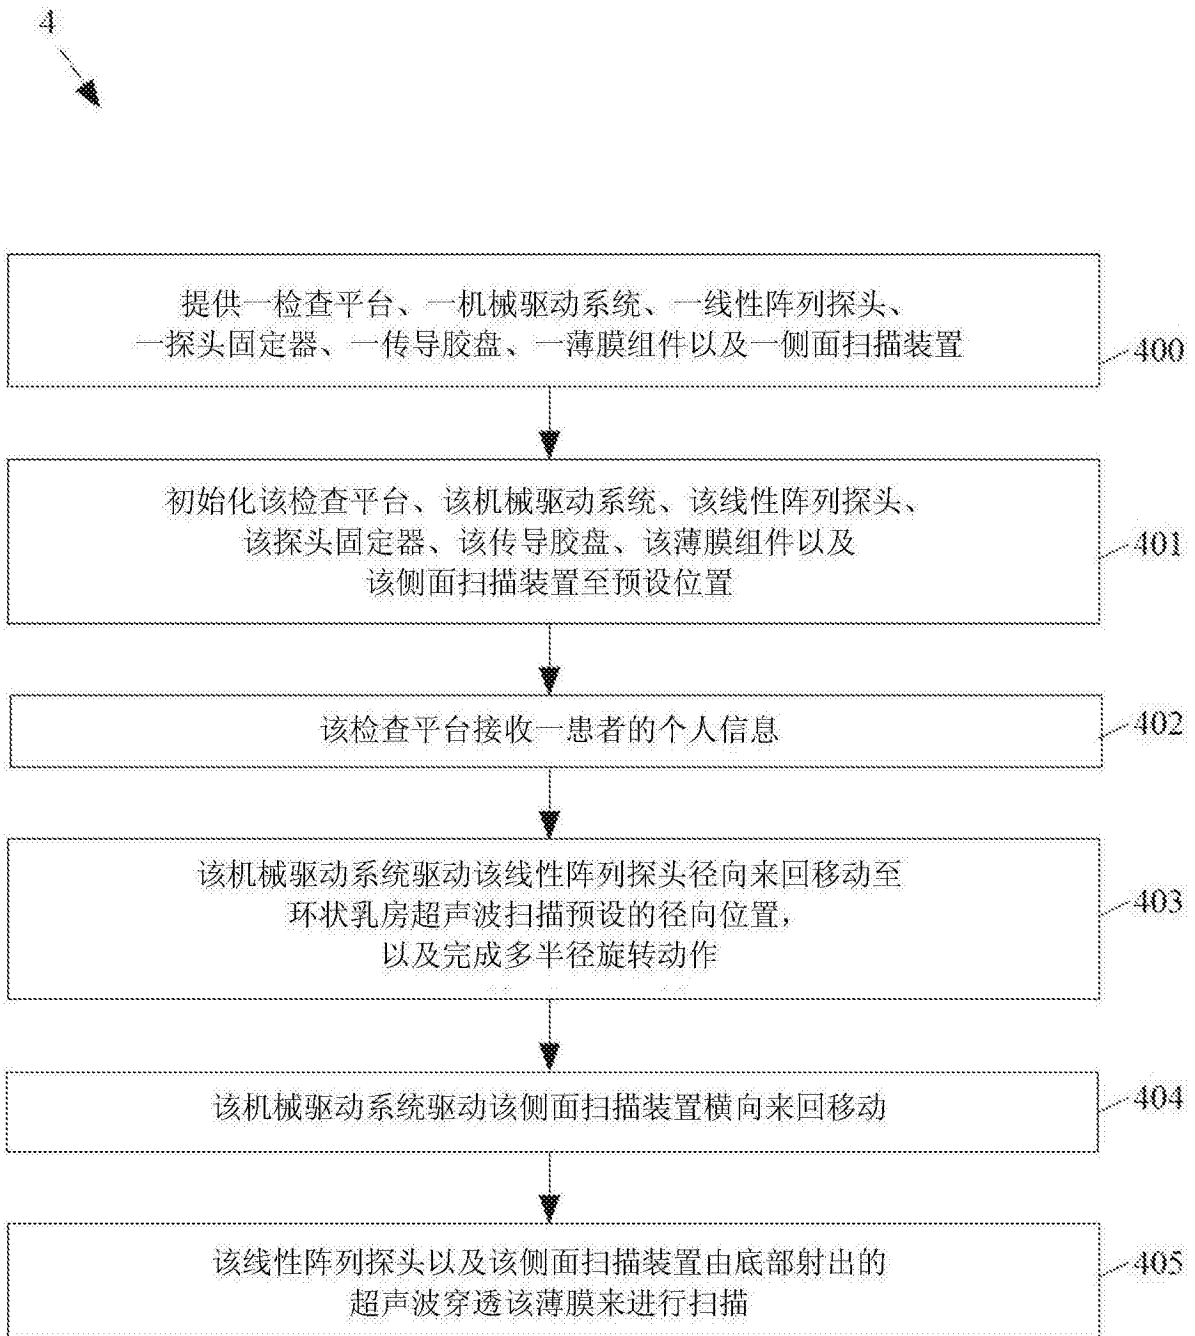 4
提供一检查平台、一机械驱动系统、一线性阵列探头、
一探头固定器、一传导胶盘、一薄膜组件以及一侧面扫描装置
400
初始化该检查平台、该机械驱动系统、该线性阵列探头、
该探头固定器、该传导胶盘、该薄膜组件以及
该侧面扫描装置至预设位置
401
该检查平台接收一患者的个人信息
402
该机械驱动系统驱动该线性阵列探头径向来回移动至
环状乳房超声波扫描预设的径向位置，
以及完成多半径旋转动作
403
该机械驱动系统驱动该侧面扫描装置横向来回移动
404
该线性阵列探头以及该侧面扫描装置由底部射出的
超声波穿透该薄膜来进行扫描
405